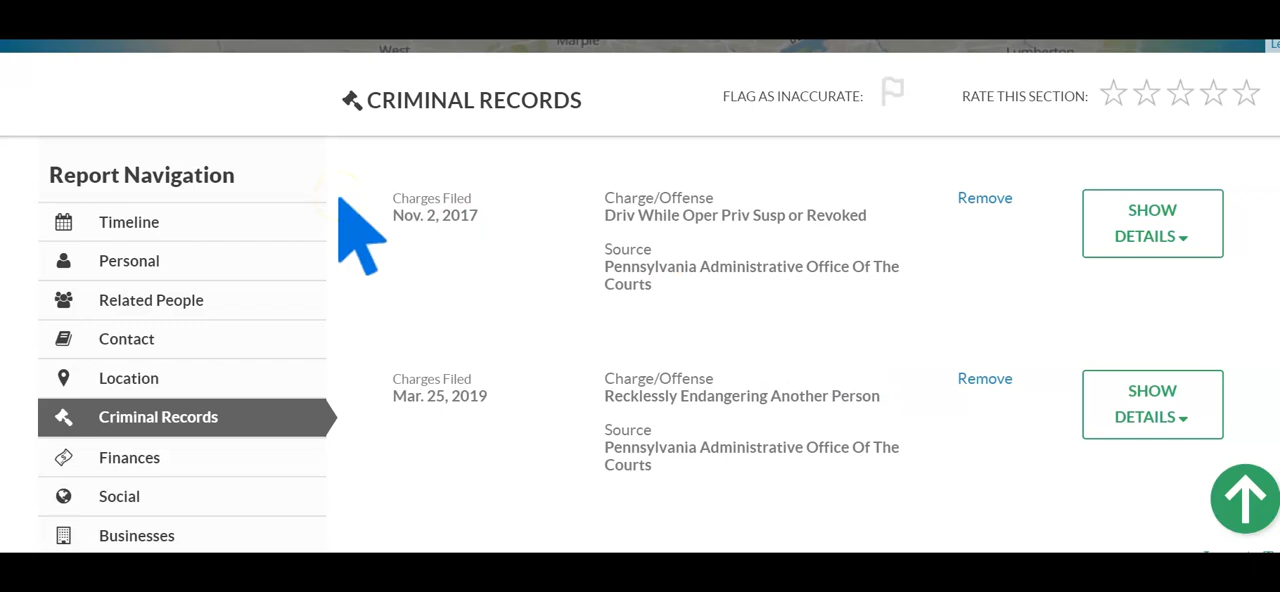 West
Marple
Lumberton
CRIMINAL RECORDS
FLAG AS INACCURATE:
RATE THIS SECTION:
Report Navigation
Timeline
Personal
Related People
Contact
Location
Criminal Records
Finances
Social
Businesses
Charges Filed
Nov. 2, 2017
Charge/Offense
Driv While Oper Priv Susp or Revoked
Source
Pennsylvania Administrative Office Of The
Courts
Remove
SHOW
DETAILS
Charges Filed
Mar. 25, 2019
Charge/Offense
Recklessly Endangering Another Person
Source
Pennsylvania Administrative Office Of The
Courts
Remove
SHOW
DETAILS